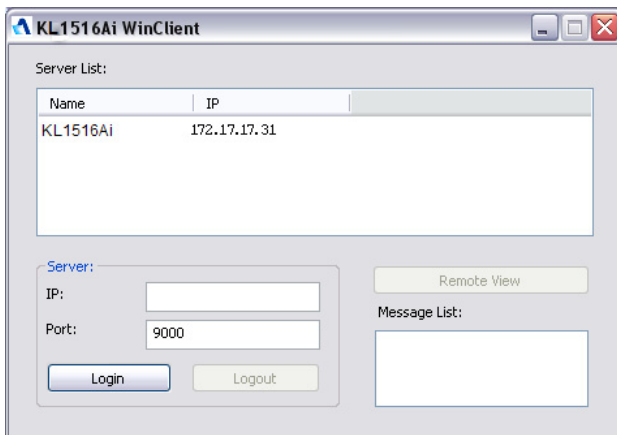 KL1516Ai WinClient
Server List:
Name IP
KL1516Ai 172.17.17.31
Server:
IP:
Port: 9000
Login Logout
Remote View
Message List: